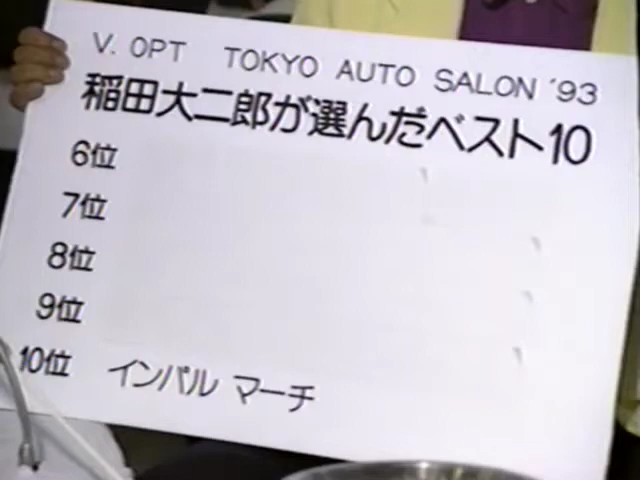 V. OPT TOKYO AUTO SALON '93
稲田大二郎が選んだベスト10
6位
7位
8位
9位
10位 インパル マーチ